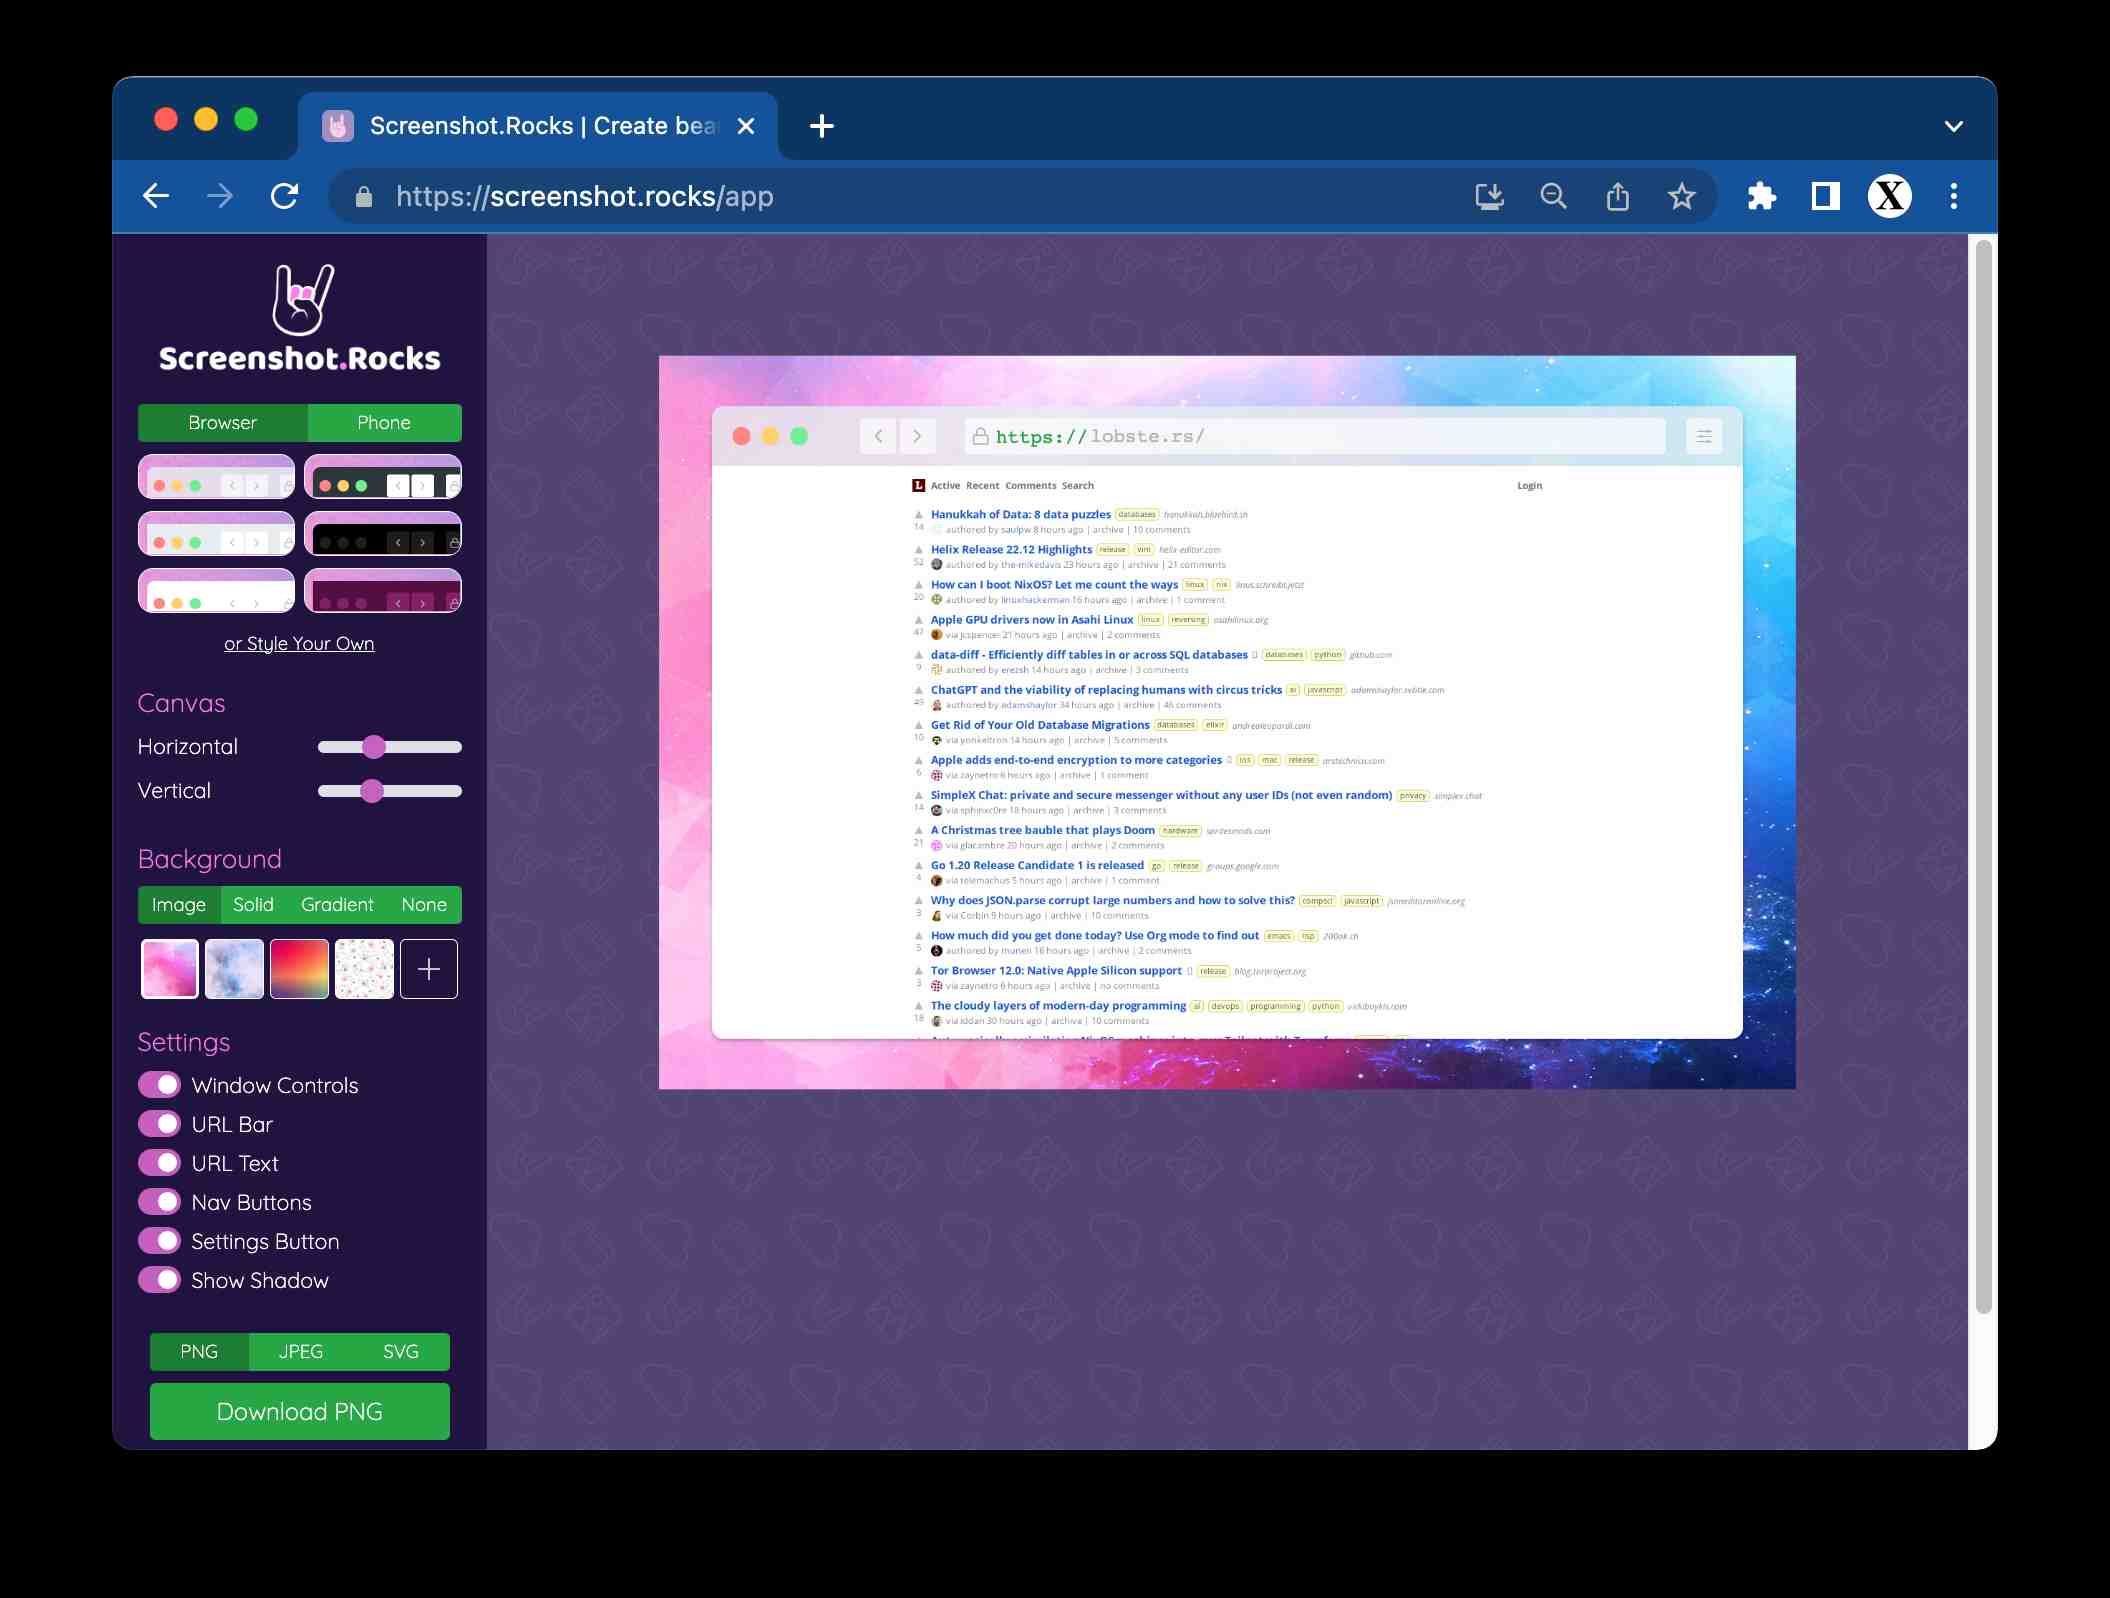 Screenshot.Rocks | Create bea
https://screenshot.rocks/app
X
Screenshot.Rocks
Browser Phone
or Style Your Own
Canvas
Horizontal
Vertical
Background
Image Solid Gradient None
Settings
Window Controls
URL Bar
URL Text
Nav Buttons
Settings Button
Show Shadow
PNG JPEG SVG
Download PNG
https://lobste.rs/
L Active Recent Comments Search Login
Hanukkah of Data: 8 data puzzles databases hanukkah.bluebird.sh
14 authored by saulpw 8 hours ago | archive | 10 comments
Helix Release 22.12 Highlights release vim helix-editor.com
52 authored by the-mikedavis 23 hours ago | archive | 21 comments
How can I boot NixOS? Let me count the ways linux nix linus.schreibt.jetzt
20 authored by linuxhackerman 16 hours ago | archive | 1 comment
Apple GPU drivers now in Asahi Linux linux reversing asahilinux.org
47 via jcspencer 21 hours ago | archive | 2 comments
data-diff - Efficiently diff tables in or across SQL databases databases python github.com
9 authored by erezsh 14 hours ago | archive | 3 comments
ChatGPT and the viability of replacing humans with circus tricks ai javascript adamshaylor.svbtle.com
49 authored by adamshaylor 34 hours ago | archive | 46 comments
Get Rid of Your Old Database Migrations databases elixir andrealeopardi.com
10 via yonkeltron 14 hours ago | archive | 5 comments
Apple adds end-to-end encryption to more categories ios mac release arstechnica.com
6 via zaynetro 6 hours ago | archive | 1 comment
SimpleX Chat: private and secure messenger without any user IDs (not even random) privacy simplex.chat
14 via sphinxc0re 18 hours ago | archive | 3 comments
A Christmas tree bauble that plays Doom hardware spritesmods.com
21 via glacambre 20 hours ago | archive | 2 comments
Go 1.20 Release Candidate 1 is released go release groups.google.com
4 via telemachus 5 hours ago | archive | 1 comment
Why does JSON.parse corrupt large numbers and how to solve this? compsci javascript jsoneditoronline.org
3 via Corbin 9 hours ago | archive | 10 comments
How much did you get done today? Use Org mode to find out emacs lisp 200ok.ch
5 authored by munen 16 hours ago | archive | 2 comments
Tor Browser 12.0: Native Apple Silicon support release blog.torproject.org
3 via zaynetro 6 hours ago | archive | no comments
The cloudy layers of modern-day programming ai devops programming python vickiboykis.com
18 via iddan 30 hours ago | archive | 10 comments